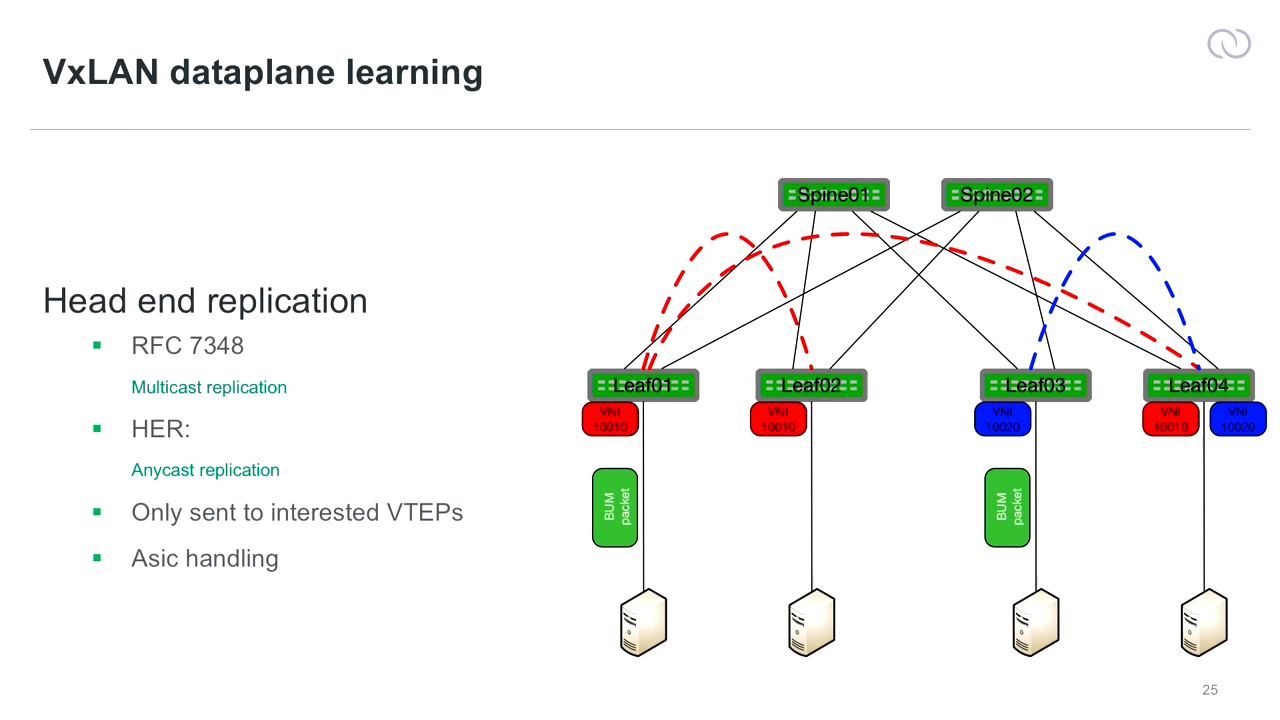 VxLAN dataplane learning
Head end replication
RFC 7348
Multicast replication
HER:
Anycast replication
Only sent to interested VTEPs
Asic handling
Spine01
Spine02
Leaf01
Leaf02
Leaf03
Leaf04
VNI
10010
VNI
10010
VNI
10020
VNI
10010
VNI
10020
BUM
packet
BUM
packet
25